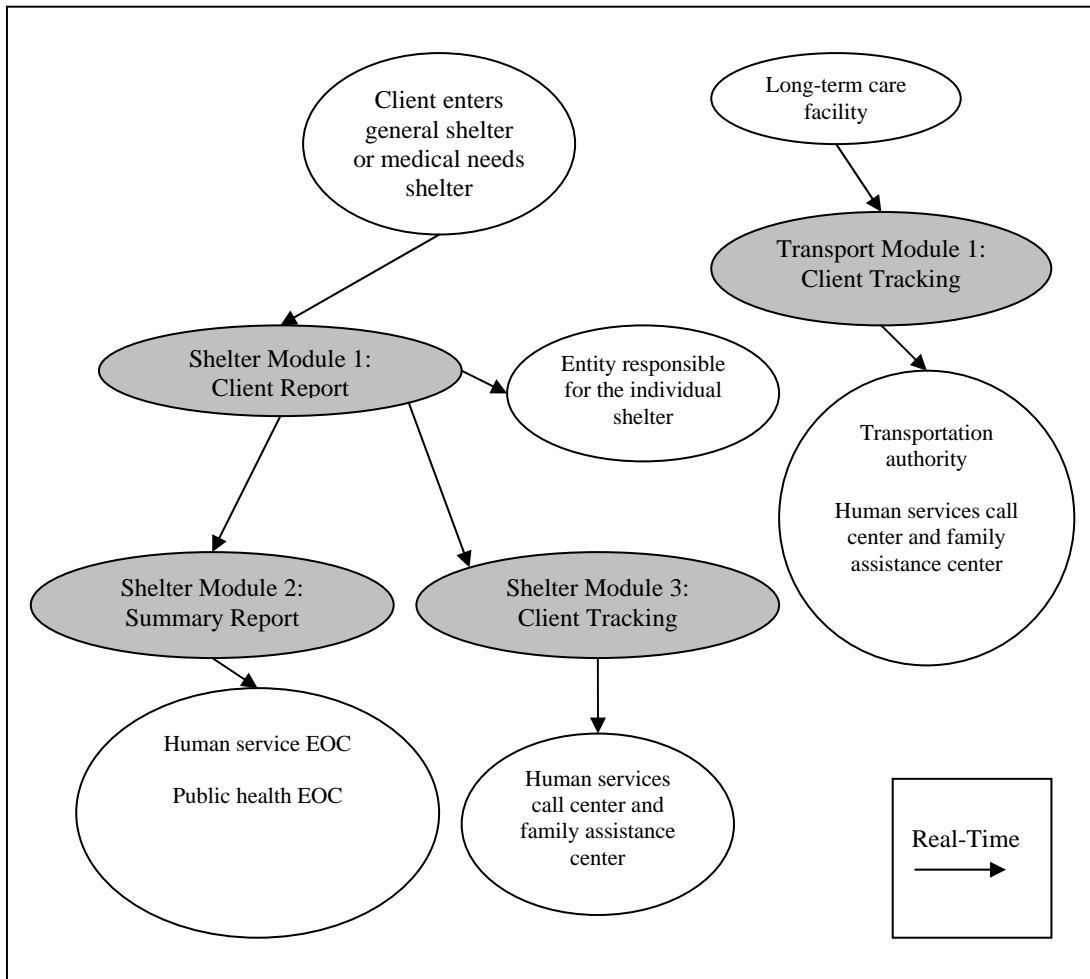 Client enters
general shelter
or medical needs
shelter
Long-term care
facility
Transport Module 1:
Client Tracking
Shelter Module 1:
Client Report
Entity responsible
for the individual
shelter
Transportation
authority
Human services call
center and family
assistance center
Shelter Module 2:
Summary Report
Shelter Module 3:
Client Tracking
Human service EOC
Public health EOC
Human services
call center and
family assistance
center
Real-Time